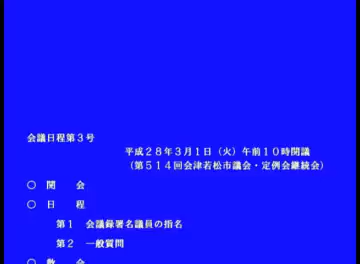 会議日程第３号
平成２８年３月１日（火）午前１０時開議
（第５１４回会津若松市議会・定例会継続会）
○　開　会
○　日　程
第１　会議録署名議員の指名
第２　一般質問
○　散　会